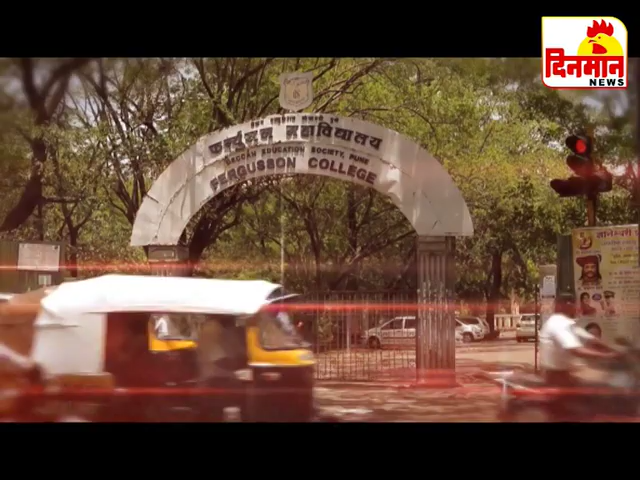 दिनमान
NEWS
फर्ग्युसन महाविद्यालय
DECCAN EDUCATION SOCIETY, PUNE
FERGUSSON COLLEGE